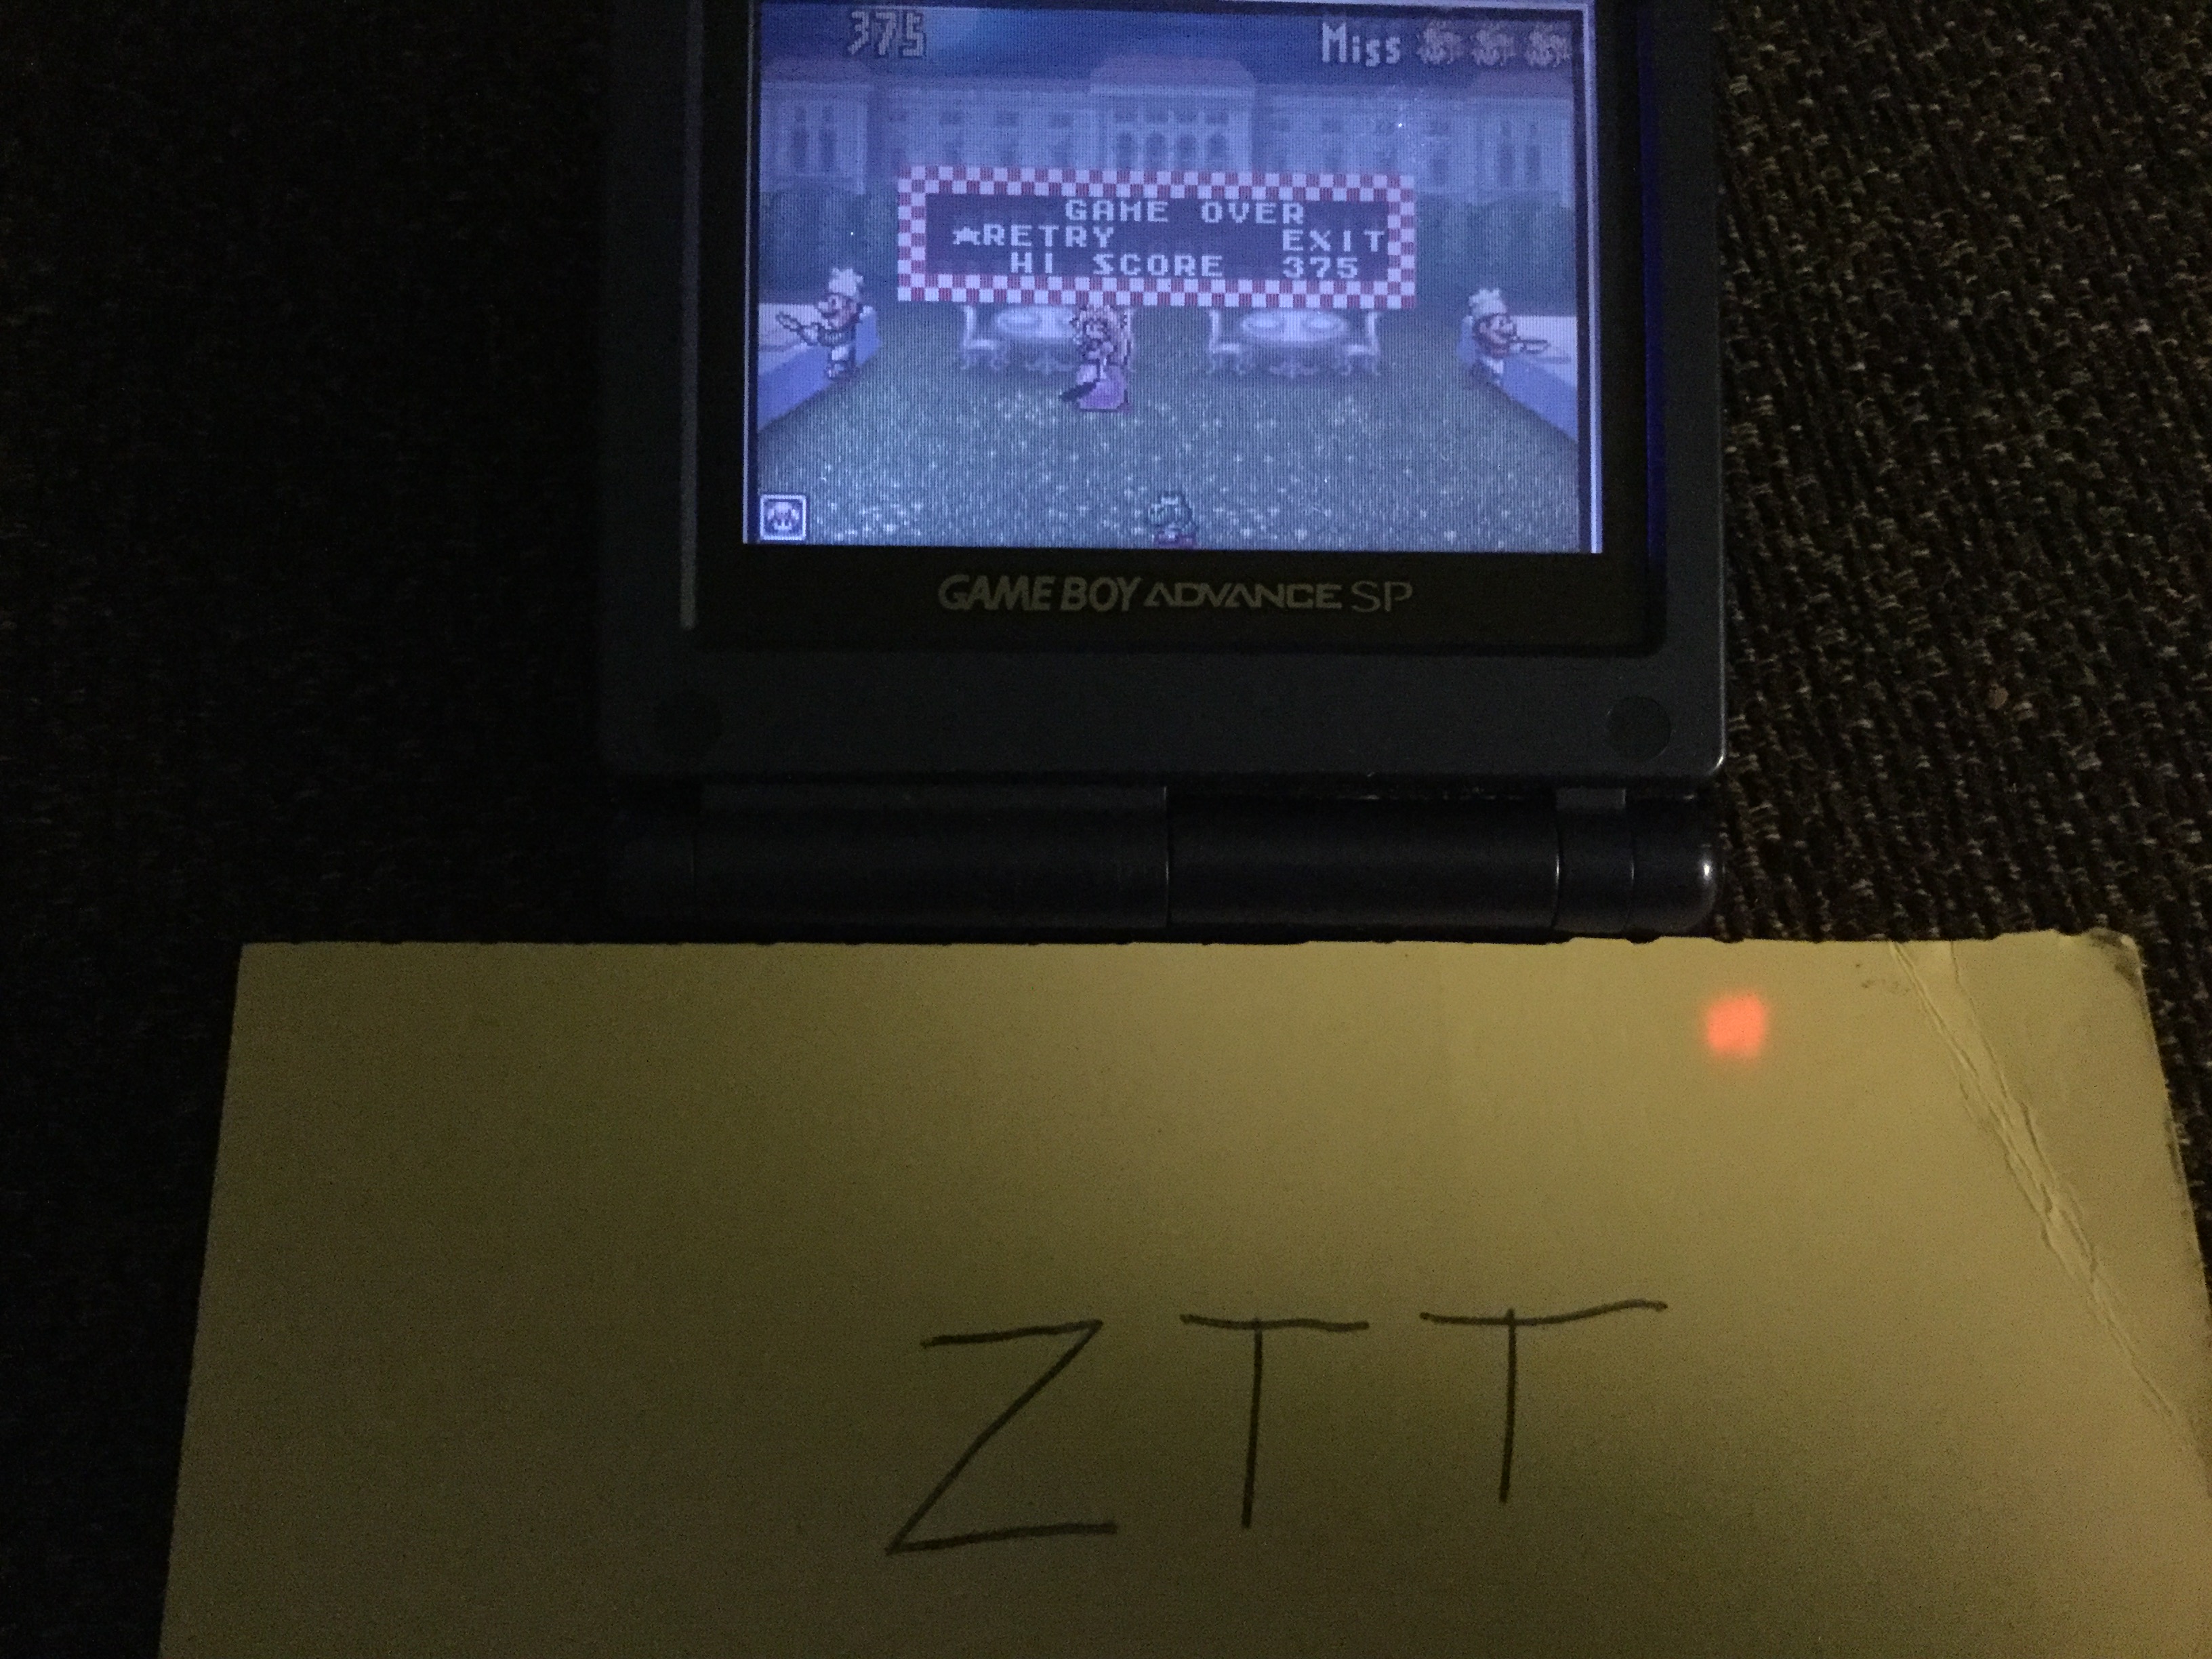 375 Miss
GAME OVER
★RETRY EXIT
HI SCORE 375
GAME BOY ADVANCE SP
ZTT